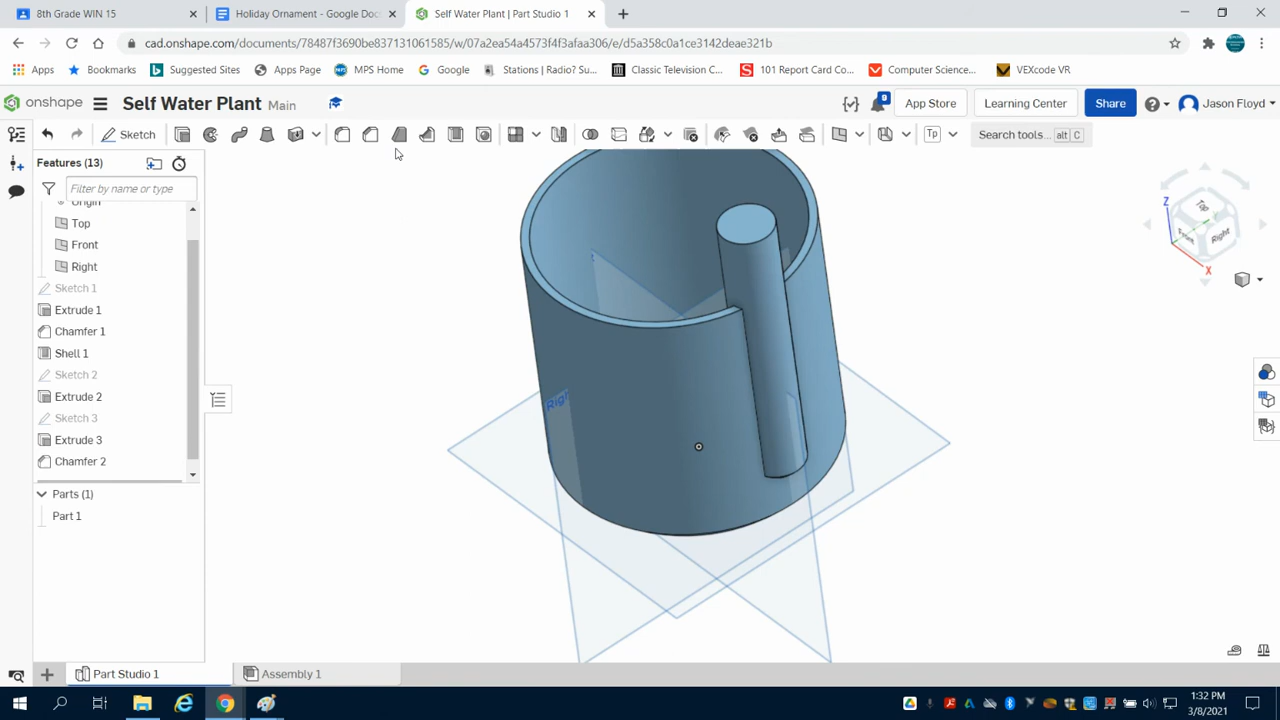 8th Grade WIN 15
Holiday Ornament - Google Doc
Self Water Plant | Part Studio 1
cad.onshape.com/documents/78487f3690be837131061585/w/07a2ea54a4573f4f3afaa306/e/d5a358c0a1ce3142deae321b
Apps Bookmarks Suggested Sites Apps Page MPS Home Google Stations | Radio? Su... Classic Television C... 101 Report Card Co... Computer Science... VEXcode VR
onshape Self Water Plant Main App Store Learning Center Share Jason Floyd
Sketch Tp Search tools... alt C
Features (13)
Filter by name or type
Origin
Top
Front
Right
Sketch 1
Extrude 1
Chamfer 1
Shell 1
Sketch 2
Extrude 2
Sketch 3
Extrude 3
Chamfer 2
Parts (1)
Part 1
Z
Top
Front Right
X
Part Studio 1 Assembly 1
1:32 PM
3/8/2021